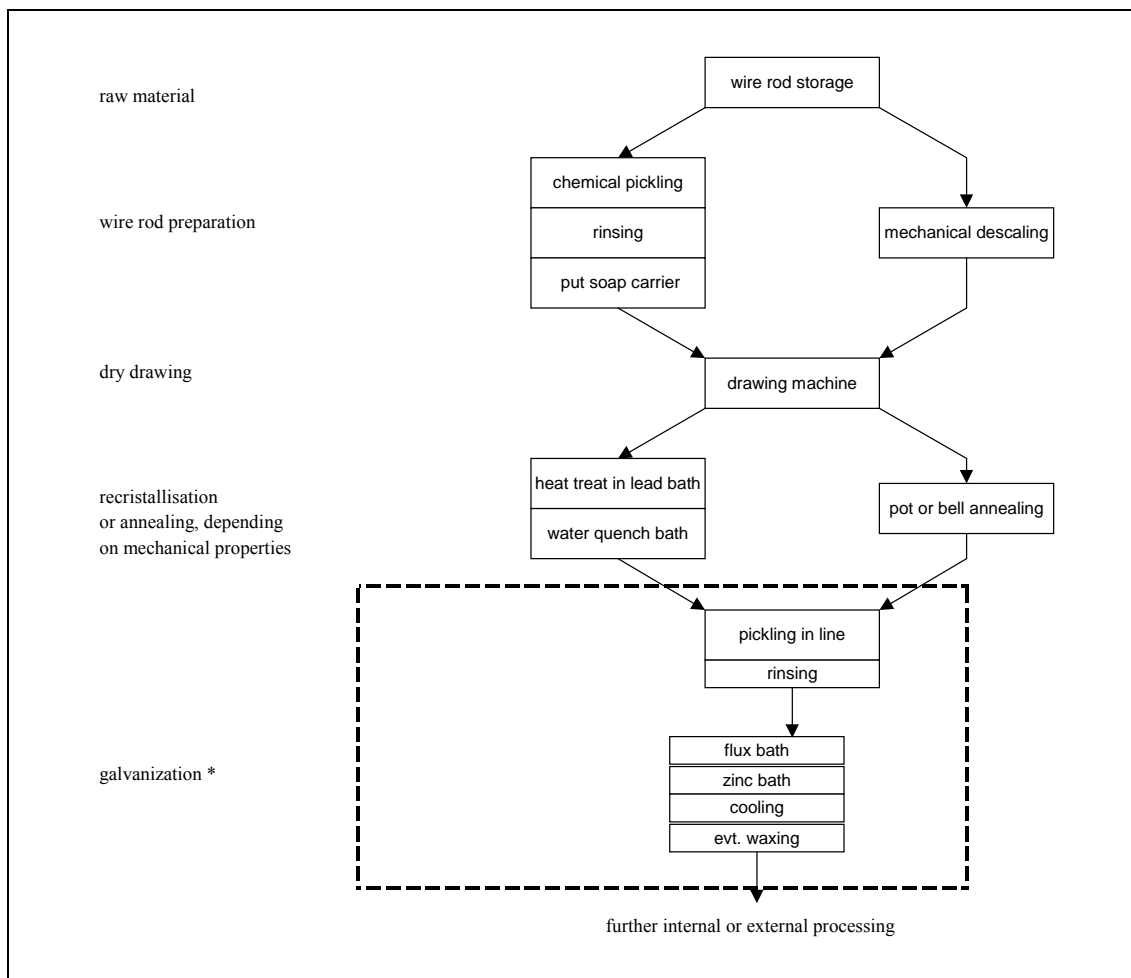 raw material
wire rod storage
wire rod preparation
chemical pickling
rinsing
put soap carrier
mechanical descaling
dry drawing
drawing machine
recristallisation
or annealing, depending
on mechanical properties
heat treat in lead bath
water quench bath
pot or bell annealing
galvanization *
pickling in line
rinsing
flux bath
zinc bath
cooling
evt. waxing
further internal or external processing